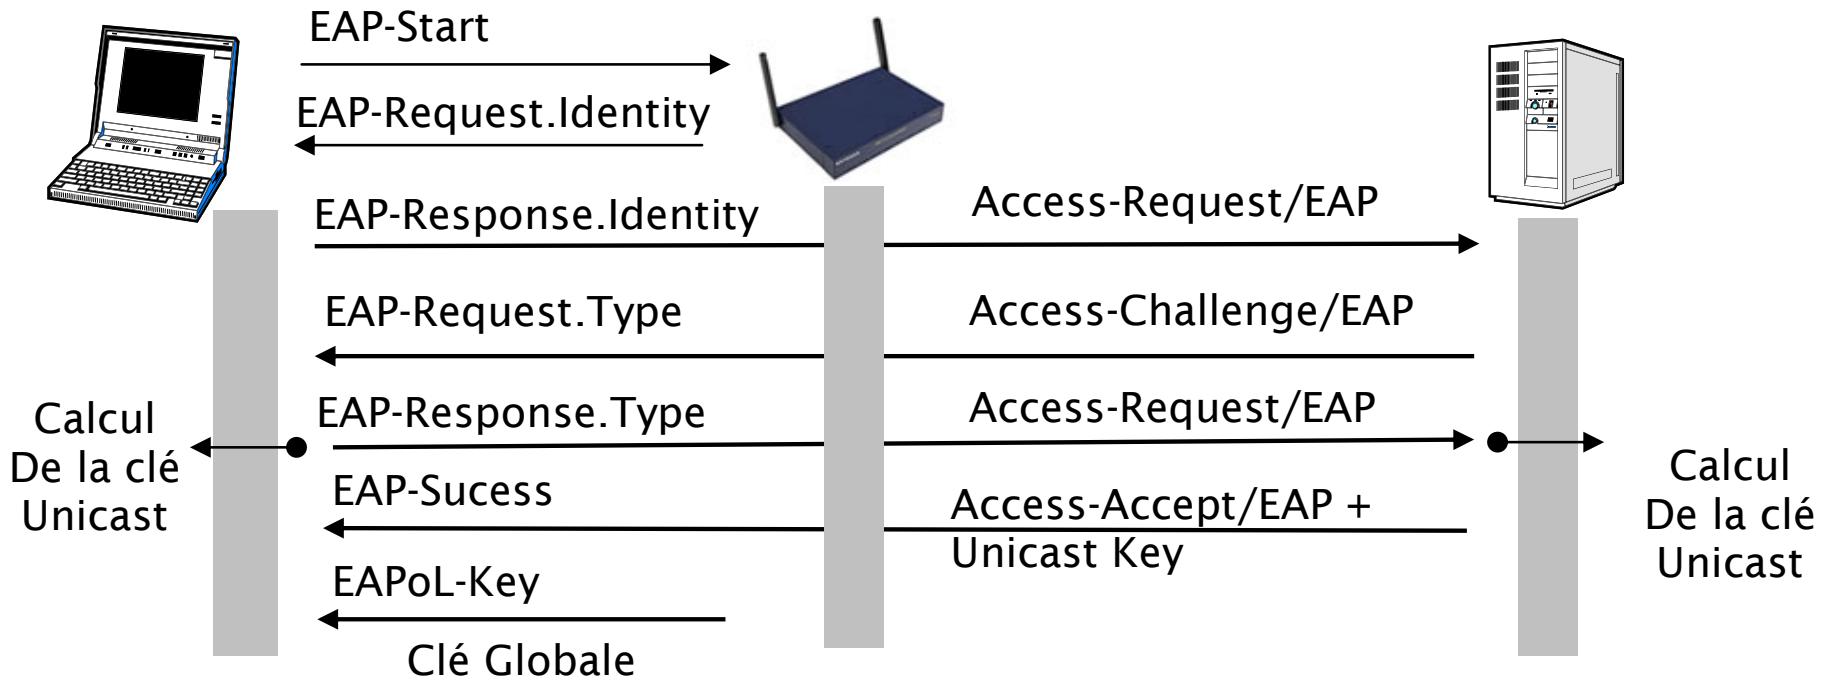 EAP-Start
EAP-Request.Identity
EAP-Response.Identity
Access-Request/EAP
EAP-Request.Type
Access-Challenge/EAP
Calcul
De la clé
Unicast
EAP-Response.Type
Access-Request/EAP
Calcul
De la clé
Unicast
EAP-Sucess
Access-Accept/EAP +
Unicast Key
EAPoL-Key
Clé Globale